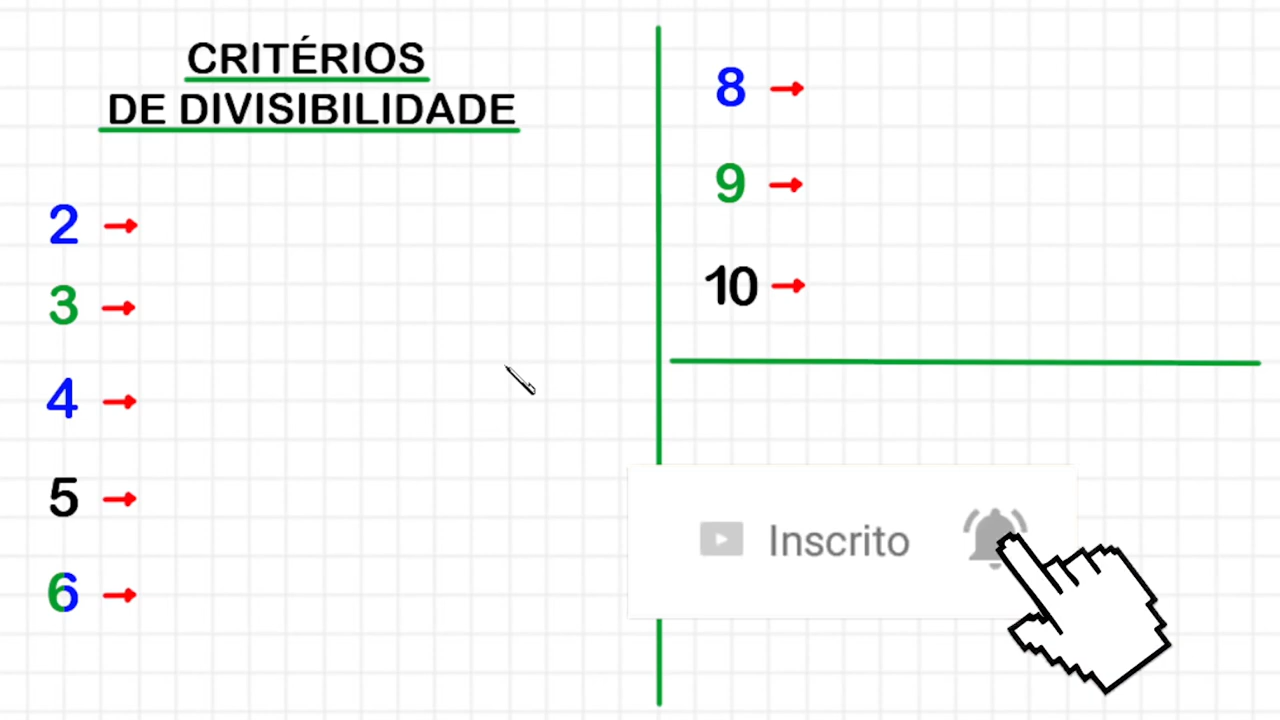 CRITÉRIOS
DE DIVISIBILIDADE
2 →
3 →
4 →
5 →
6 →
8 →
9 →
10 →
Inscrito